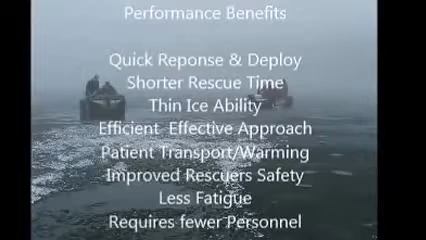 Performance Benefits
Quick Reponse & Deploy
Shorter Rescue Time
Thin Ice Ability
Efficient Effective Approach
Patient Transport/Warming
Improved Rescuers Safety
Less Fatigue
Requires fewer Personnel